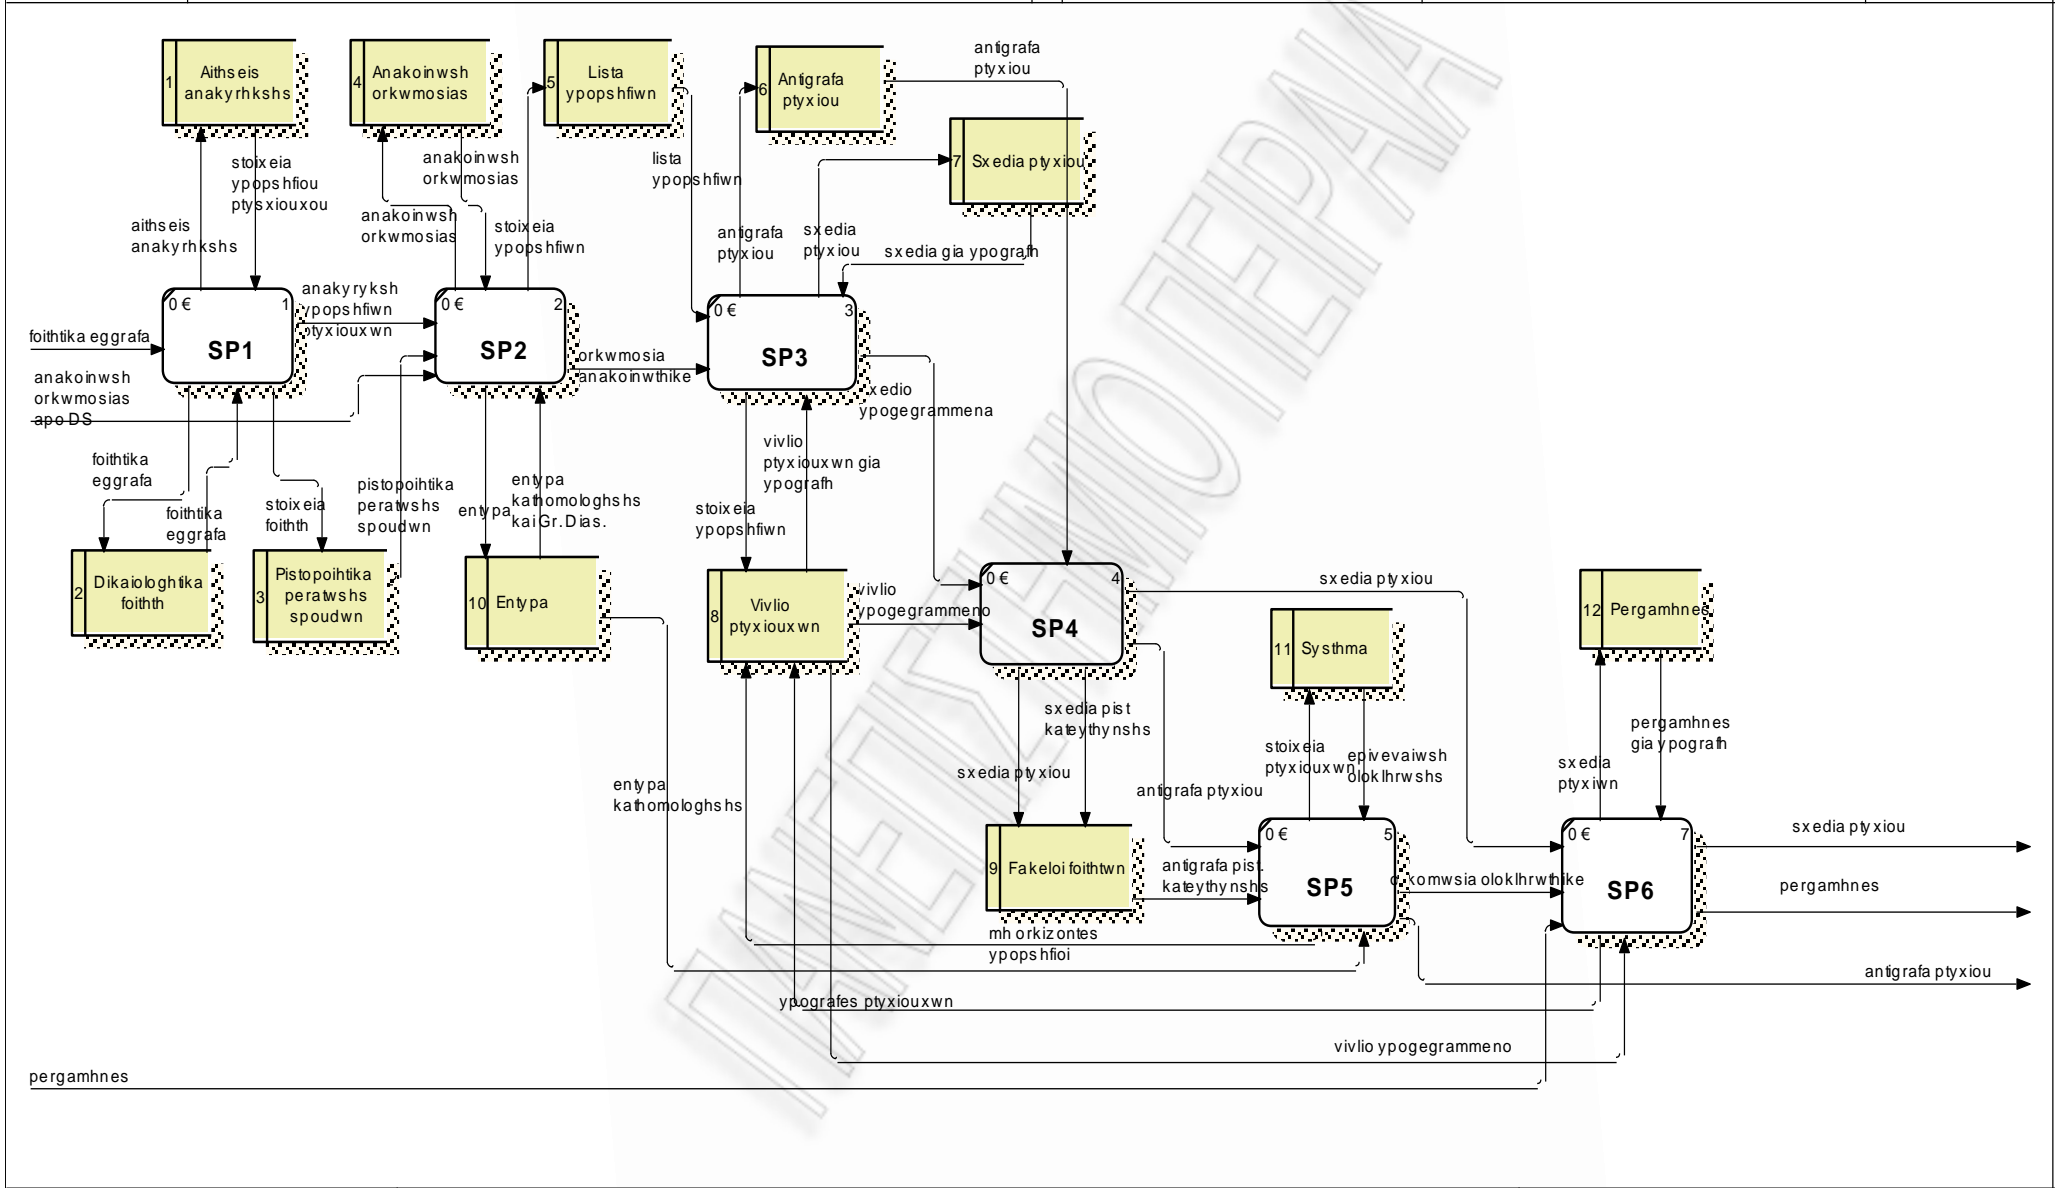 1
Aithseis
anakyrhkshs
4
Anakoinwsh
orkwmosias
5
Lista
ypopshfiwn
6
Antigrafa
ptyxiou
antigrafa
ptyxiou
7
Sxedia ptyxiou
stoixeia
ypopshfiou
ptysxiouxou
anakoinwsh
orkwmosias
lista
ypopshfiwn
aithseis
anakyrhkshs
anakoinwsh
orkwmosias
stoixeia
ypopshfiwn
antigrafa
ptyxiou
sxedia
ptyxiou
sxedia gia ypografh
0 €
1
SP1
anakyryksh
ypopshfiwn
ptyxiouxwn
0 €
2
SP2
0 €
3
SP3
foithtika eggrafa
orkwmosia
anakoinwthike
anakoinwsh
orkwmosias
apo DS
sxedio
ypogegrammena
foithtika
eggrafa
foithtika
eggrafa
stoixeia
foithth
pistopoihtika
peratwshs
spoudwn
entypa
entypa
kathomologhshs
kai Gr. Dias.
vivlio
ptyxiouxwn gia
ypografh
stoixeia
ypopshfiwn
2
Dikaiologhtika
foithth
3
Pistopoihtika
peratwshs
spoudwn
10
Entypa
8
Vivlio
ptyxiouxwn
vivlio
ypogegrammeno
0 €
4
SP4
sxedia ptyxiou
11
Systhma
12
Pergamhnes
sxedia pist
kateythynshs
sxedia ptyxiou
entypa
kathomologhshs
antigrafa ptyxiou
stoixeia
ptyxiouxwn
epivevaiwsh
oloklhrwshs
sxedia
ptyxiwn
pergamhnes
gia ypografh
9
Fakeloi foithtwn
antigrafa pist.
kateythynshs
0 €
5
SP5
orkomwsia oloklhrwthike
0 €
7
SP6
sxedia ptyxiou
pergamhnes
mh orkizontes
ypopshfioi
antigrafa ptyxiou
ypografes ptyxiouxwn
vivlio ypogegrammeno
pergamhnes
ΠΑΝΕΠΙΣΤΗΜΙΟ ΠΕΙΡΑΙΑ